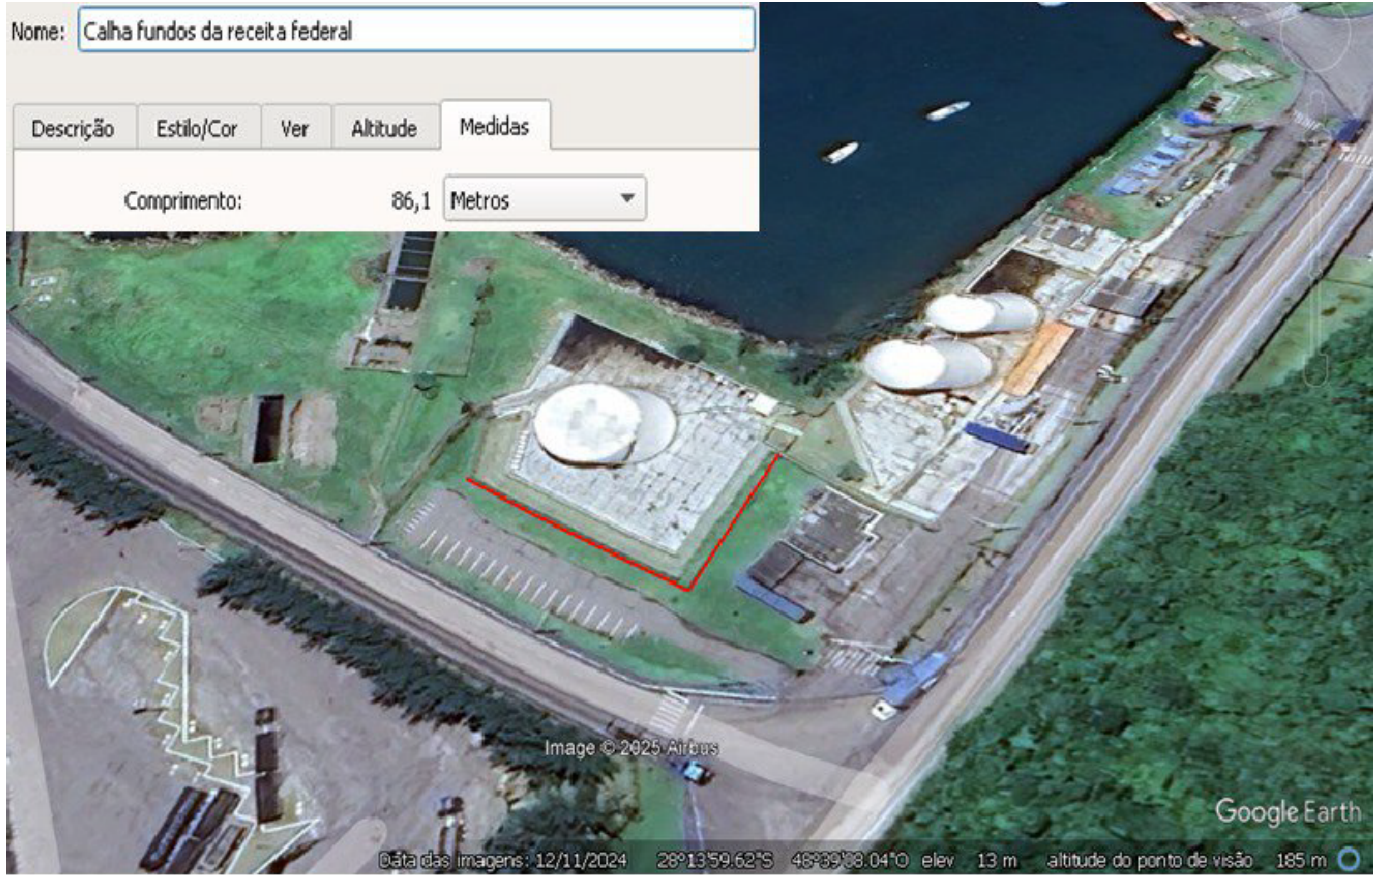 Nome: Calha fundos da receita federal
Descrição Estilo/Cor Ver Altitude Medidas
Comprimento: 86,1 Metros
Image © 2025 Airbus
Google Earth
Data das imagens: 12/11/2024 28°13'59.62"S 48°39'08.04"O elev 13 m altitude do ponto de visão 185 m